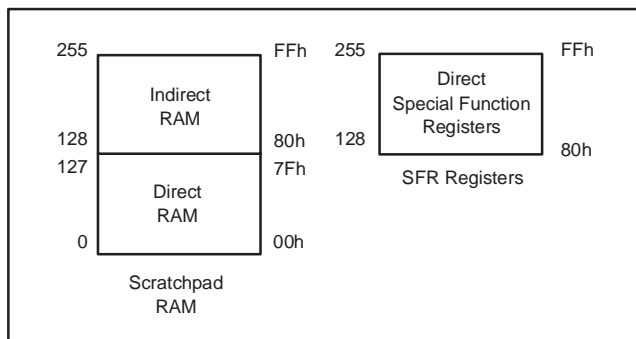 255
FFh
Indirect
RAM
128
80h
127
7Fh
Direct
RAM
0
00h
Scratchpad
RAM
255
FFh
Direct
Special Function
Registers
128
80h
SFR Registers